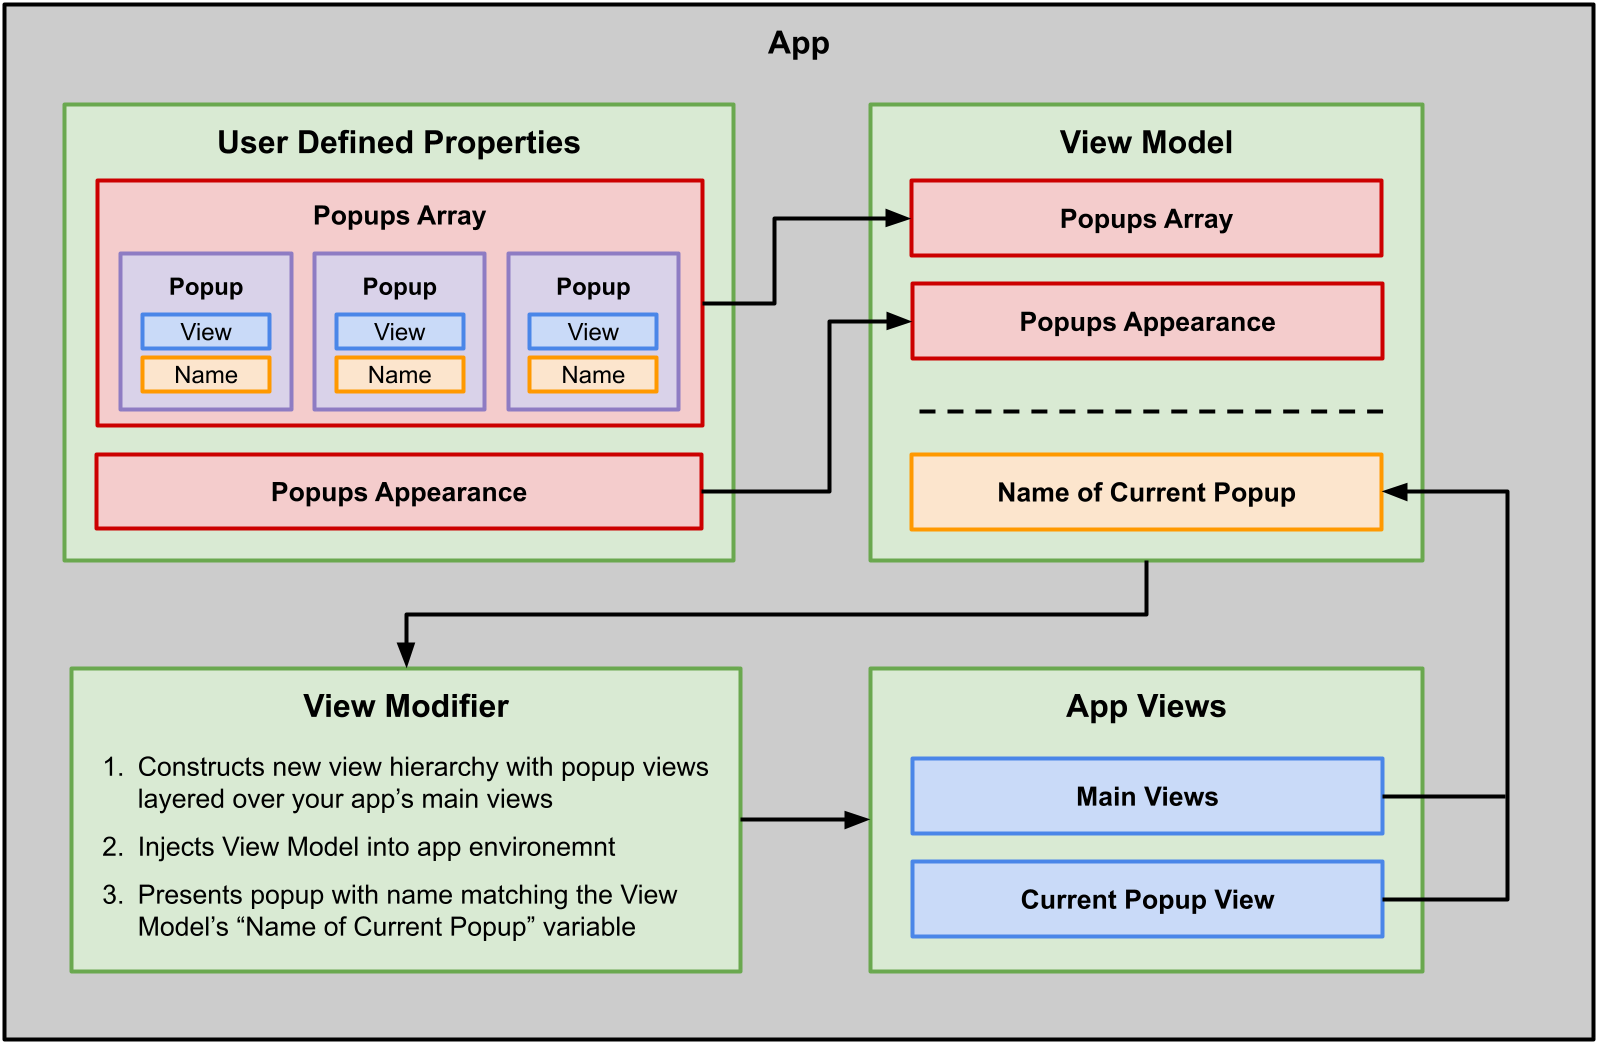 App
User Defined Properties
Popups Array
Popup
View
Name
Popup
View
Name
Popup
View
Name
Popups Appearance
View Model
Popups Array
Popups Appearance
Name of Current Popup
View Modifier
1. Constructs new view hierarchy with popup views
layered over your app’s main views
2. Injects View Model into app environemnt
3. Presents popup with name matching the View
Model’s “Name of Current Popup” variable
App Views
Main Views
Current Popup View